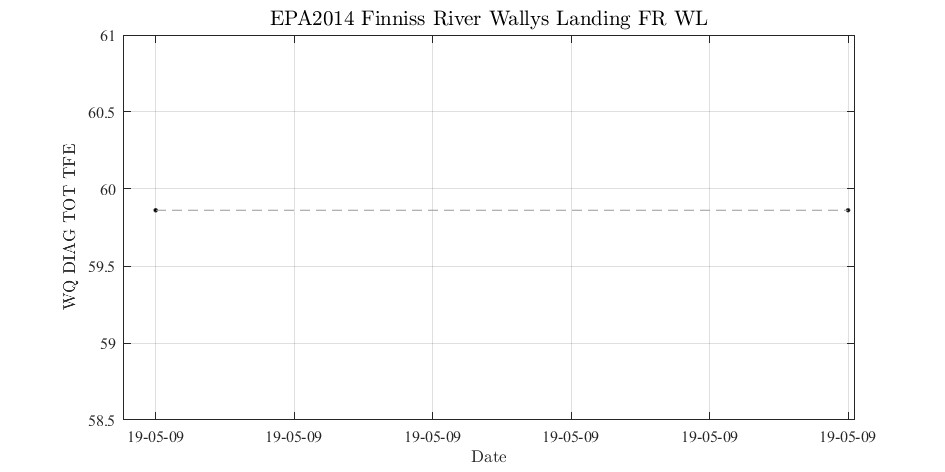 EPA2014 Finniss River Wallys Landing FR WL
61
60.5
60
59.5
59
58.5
WQ DIAG TOT TFE
19-05-09 19-05-09 19-05-09 19-05-09 19-05-09 19-05-09
Date